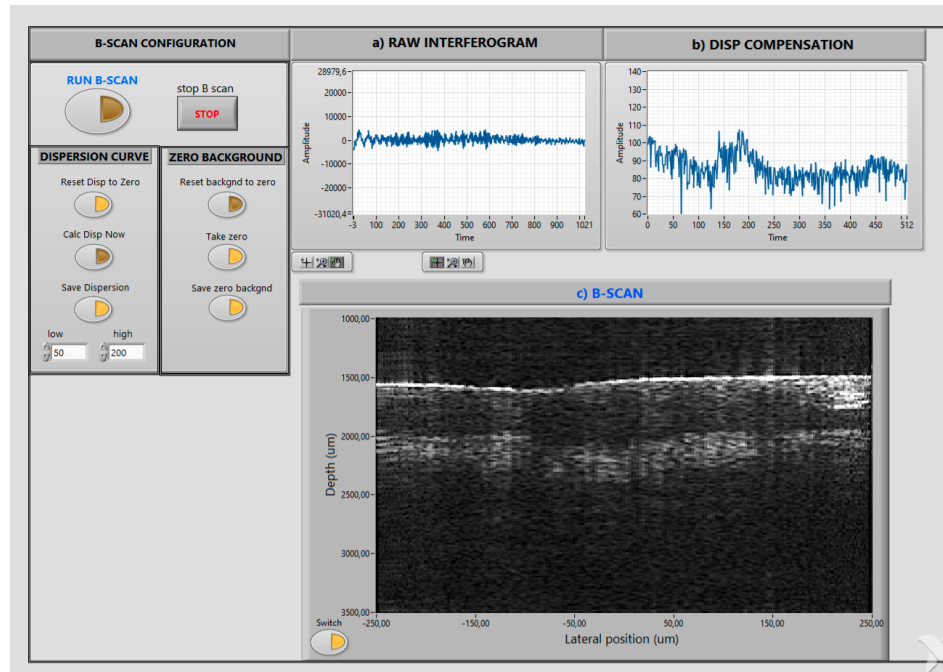 B-SCAN CONFIGURATION
RUN B-SCAN
stop B scan
STOP
DISPERSION CURVE
Reset Disp to Zero
Calc Disp Now
Save Dispersion
low
high
50
200
ZERO BACKGROUND
Reset backgnd to zero
Take zero
Save zero backgnd
a) RAW INTERFEROGRAM
Amplitude
28979,6
20000
10000
0
-10000
-20000
-31020,4
-3 100 200 300 400 500 600 700 800 900 1021
Time
b) DISP COMPENSATION
Amplitude
140
130
120
110
100
90
80
70
60
0 50 100 150 200 250 300 350 400 450 512
Time
c) B-SCAN
Depth (um)
1000,00
1500,00
2000,00
2500,00
3000,00
3500,00
-250,00 -150,00 -50,00 50,00 150,00 250,00
Lateral position (um)
Switch